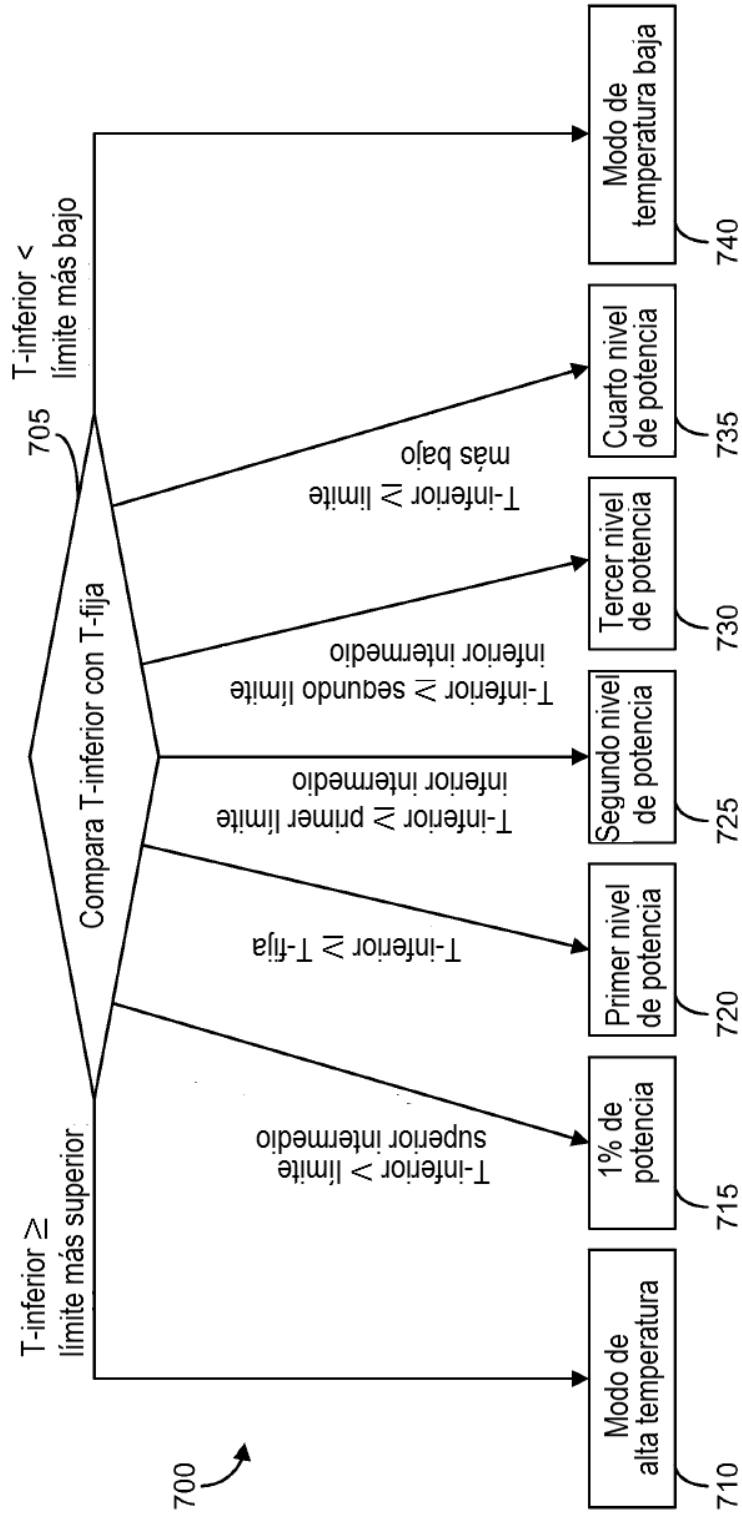 700
T-inferior ≥
límite más superior
Compara T-inferior con T-fija
705
T-inferior <
límite más bajo
T-inferior > límite
superior intermedio
T-inferior ≥ T-fija
T-inferior ≥ primer límite
inferior intermedio
T-inferior ≥ segundo límite
inferior intermedio
T-inferior ≥ limite
más bajo
Modo de
alta temperatura
710
1% de
potencia
715
Primer nivel
de potencia
720
Segundo nivel
de potencia
725
Tercer nivel
de potencia
730
Cuarto nivel
de potencia
735
Modo de
temperatura baja
740